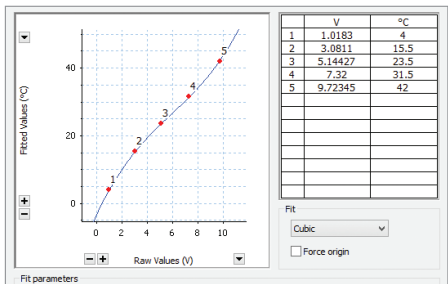 V °C
1 1.0183 4
2 3.0811 15.5
3 5.14427 23.5
4 7.32 31.5
5 9.72345 42
Fitted Values (°C)
40
20
0
1
2
3
4
5
0 2 4 6 8 10
Raw Values (V)
Fit
Cubic
Force origin
Fit parameters